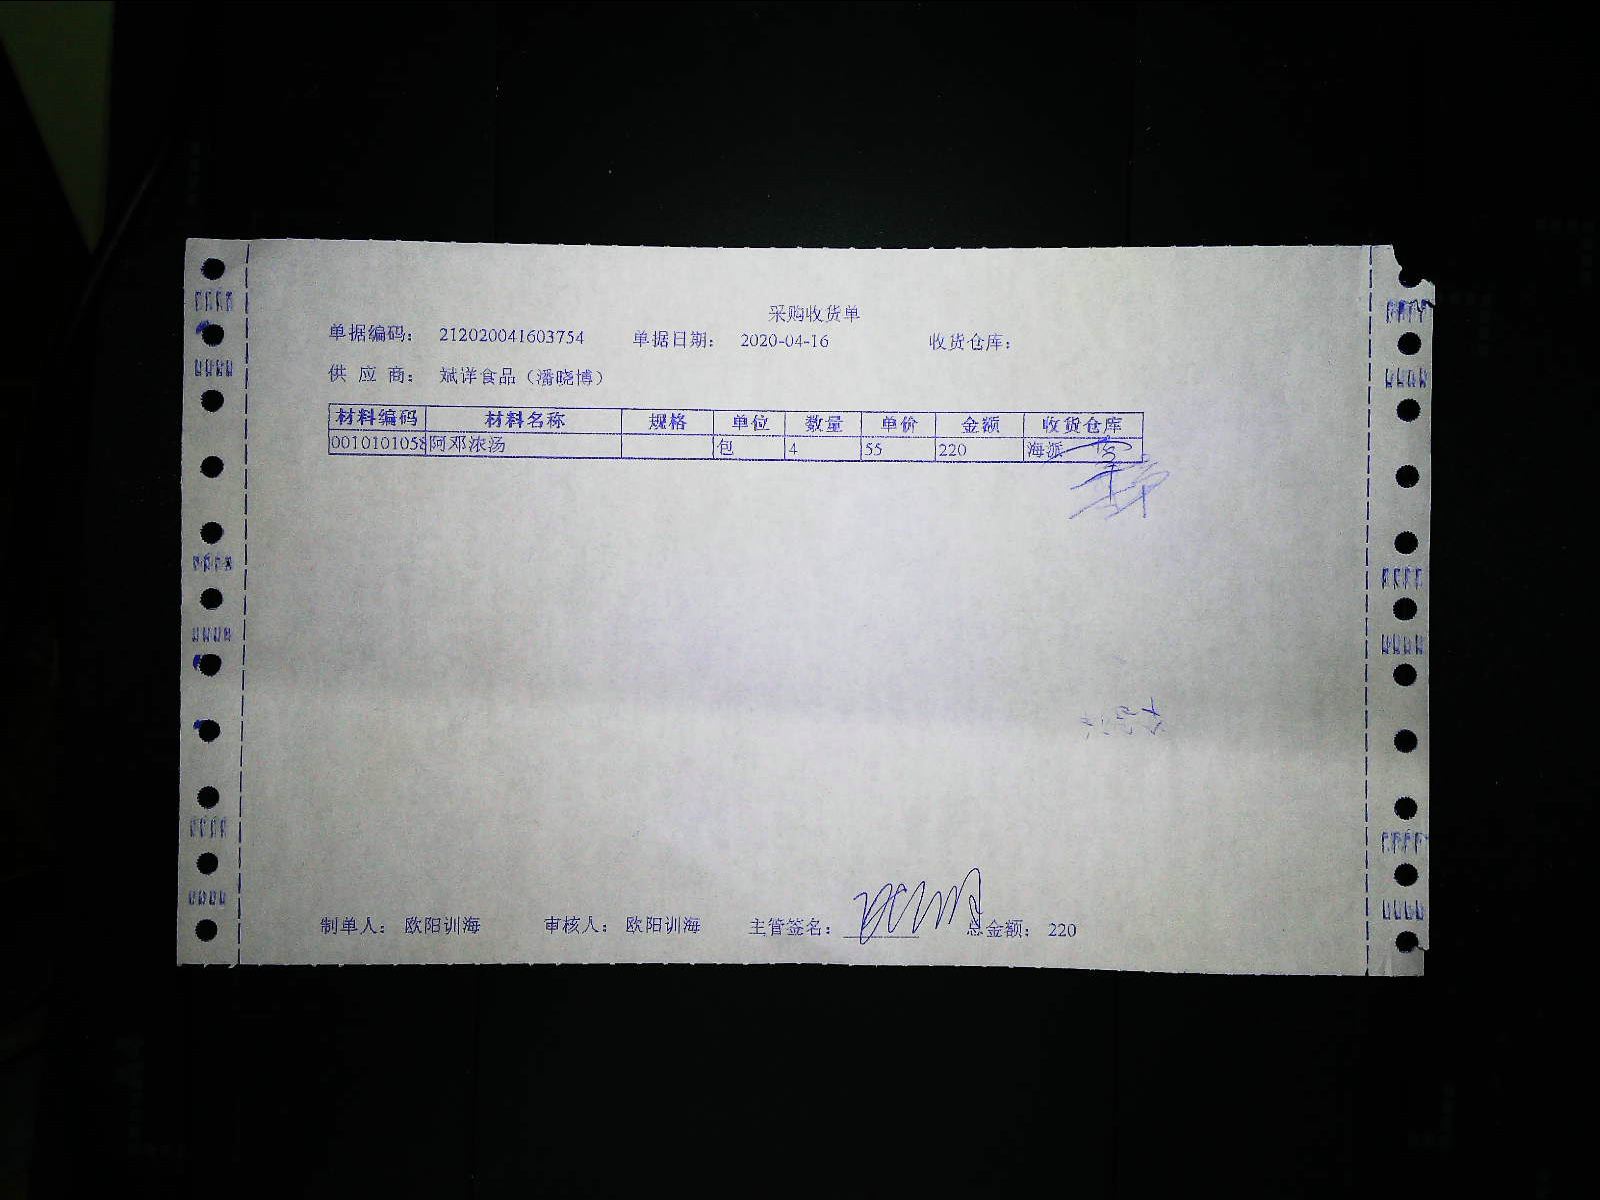 采购收货单
单据编码： 212020041603754 单据日期： 2020-04-16 收货仓库：
供 应 商： 斌详食品（潘晓博）
材料编码 材料名称 规格 单位 数量 单价 金额 收货仓库
0010101058 阿邓浓汤 包 4 55 220 海派
制单人： 欧阳训海 审核人： 欧阳训海 主管签名： 总金额： 220